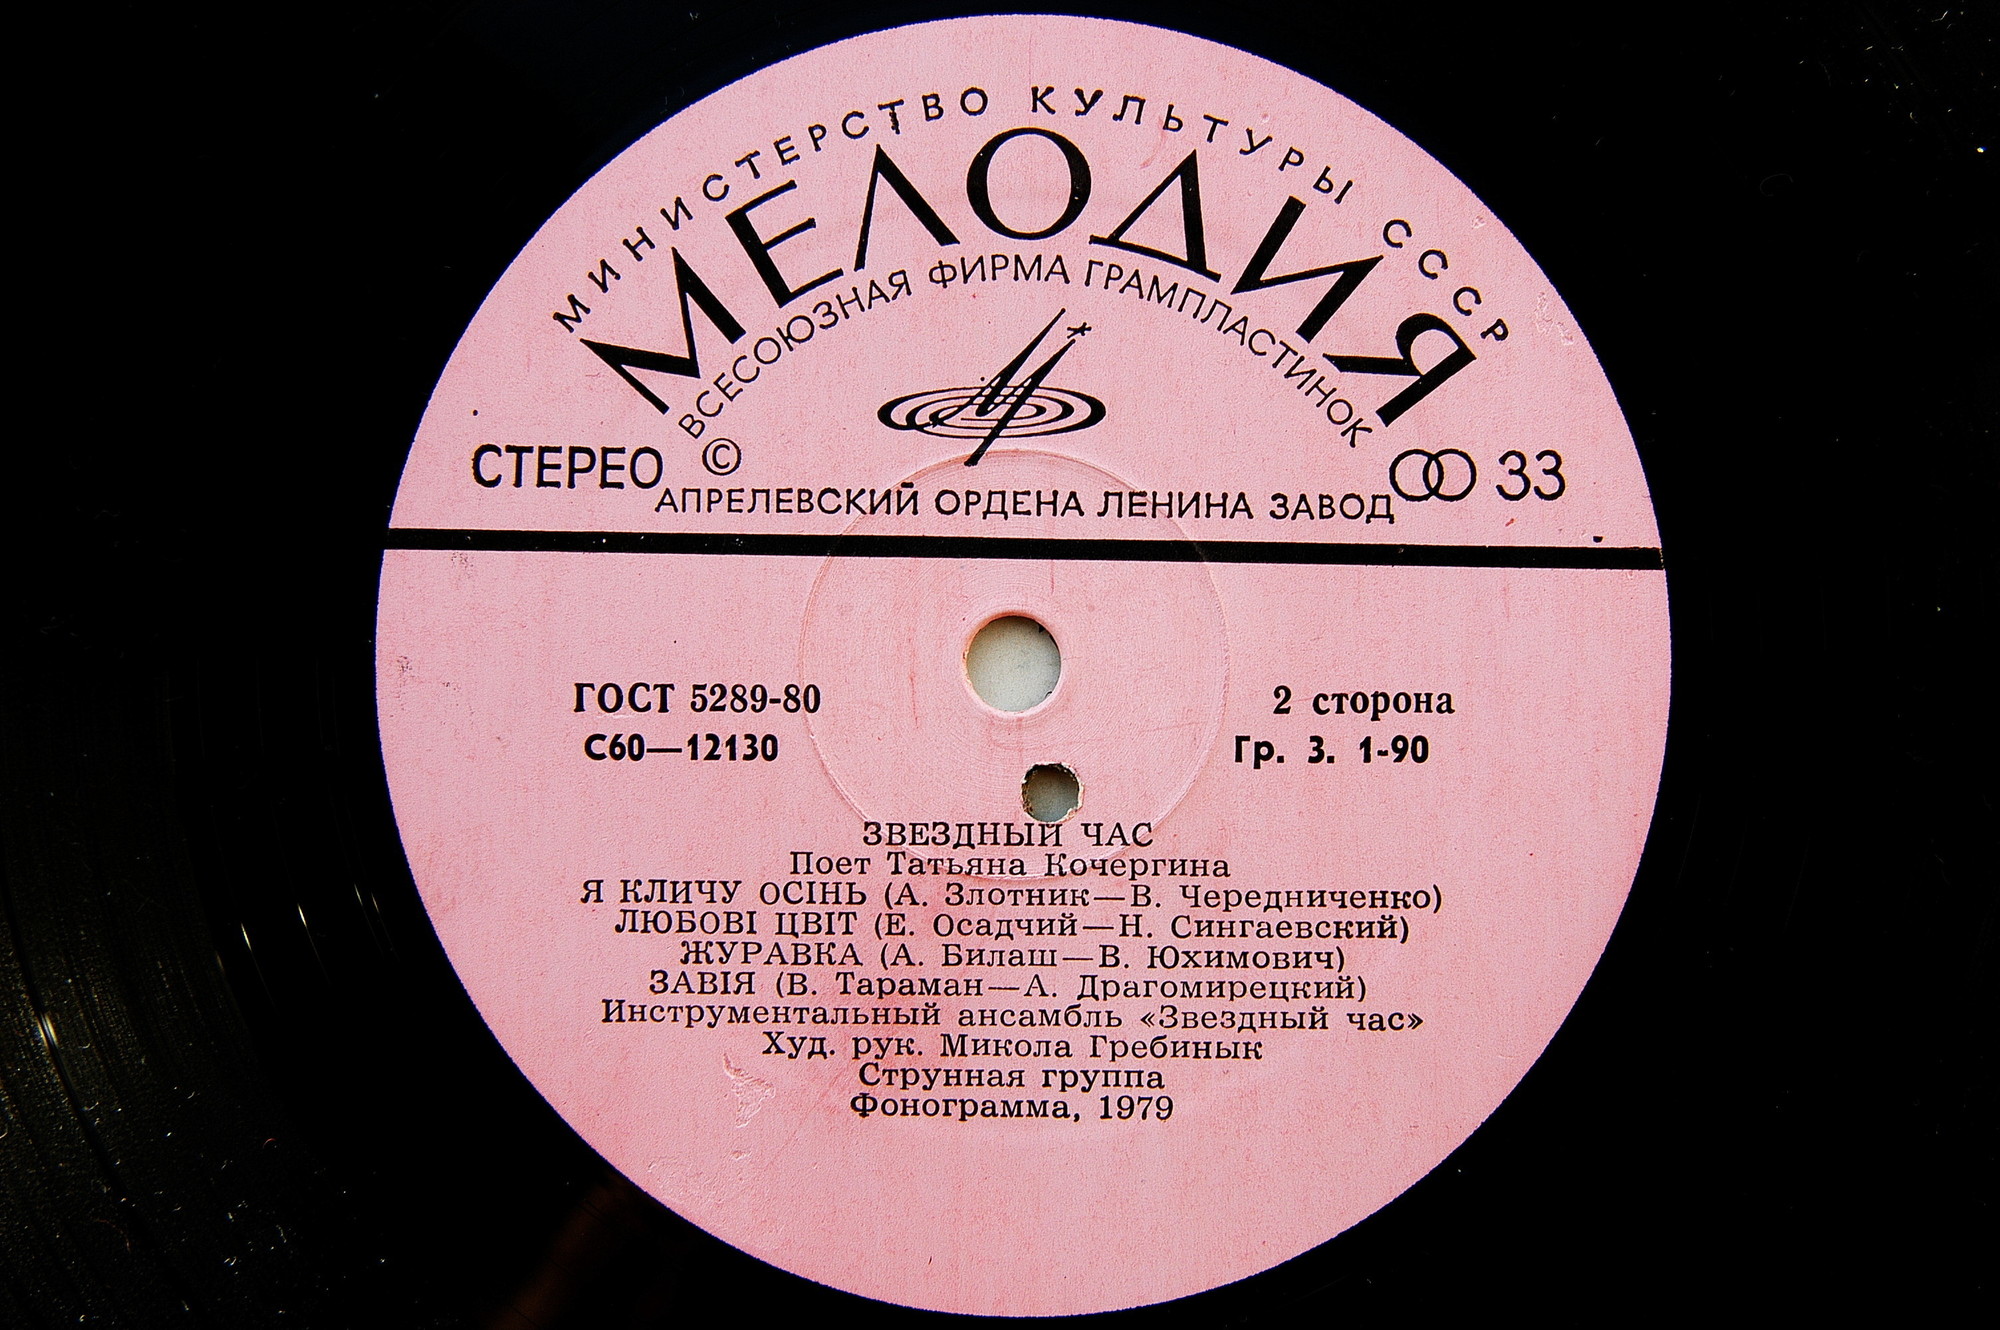 МИНИСТЕРСТВО КУЛЬТУРЫ СССР
МЕЛОДИЯ
ВСЕСОЮЗНАЯ ФИРМА ГРАМПЛАСТИНОК
СТЕРЕО © 33
АПРЕЛЕВСКИЙ ОРДЕНА ЛЕНИНА ЗАВОД
ГОСТ 5289-80 2 сторона
С60—12130 Гр. 3. 1-90
ЗВЕЗДНЫЙ ЧАС
Поет Татьяна Кочергина
Я КЛИЧУ ОСІНЬ (А. Злотник—В. Чередниченко)
ЛЮБОВІ ЦВІТ (Е. Осадчий—Н. Сингаевский)
ЖУРАВКА (А. Билаш—В. Юхимович)
ЗАВІЯ (В. Тараман—А. Драгомирецкий)
Инструментальный ансамбль «Звездный час»
Худ. рук. Микола Гребинык
Струнная группа
Фонограмма, 1979